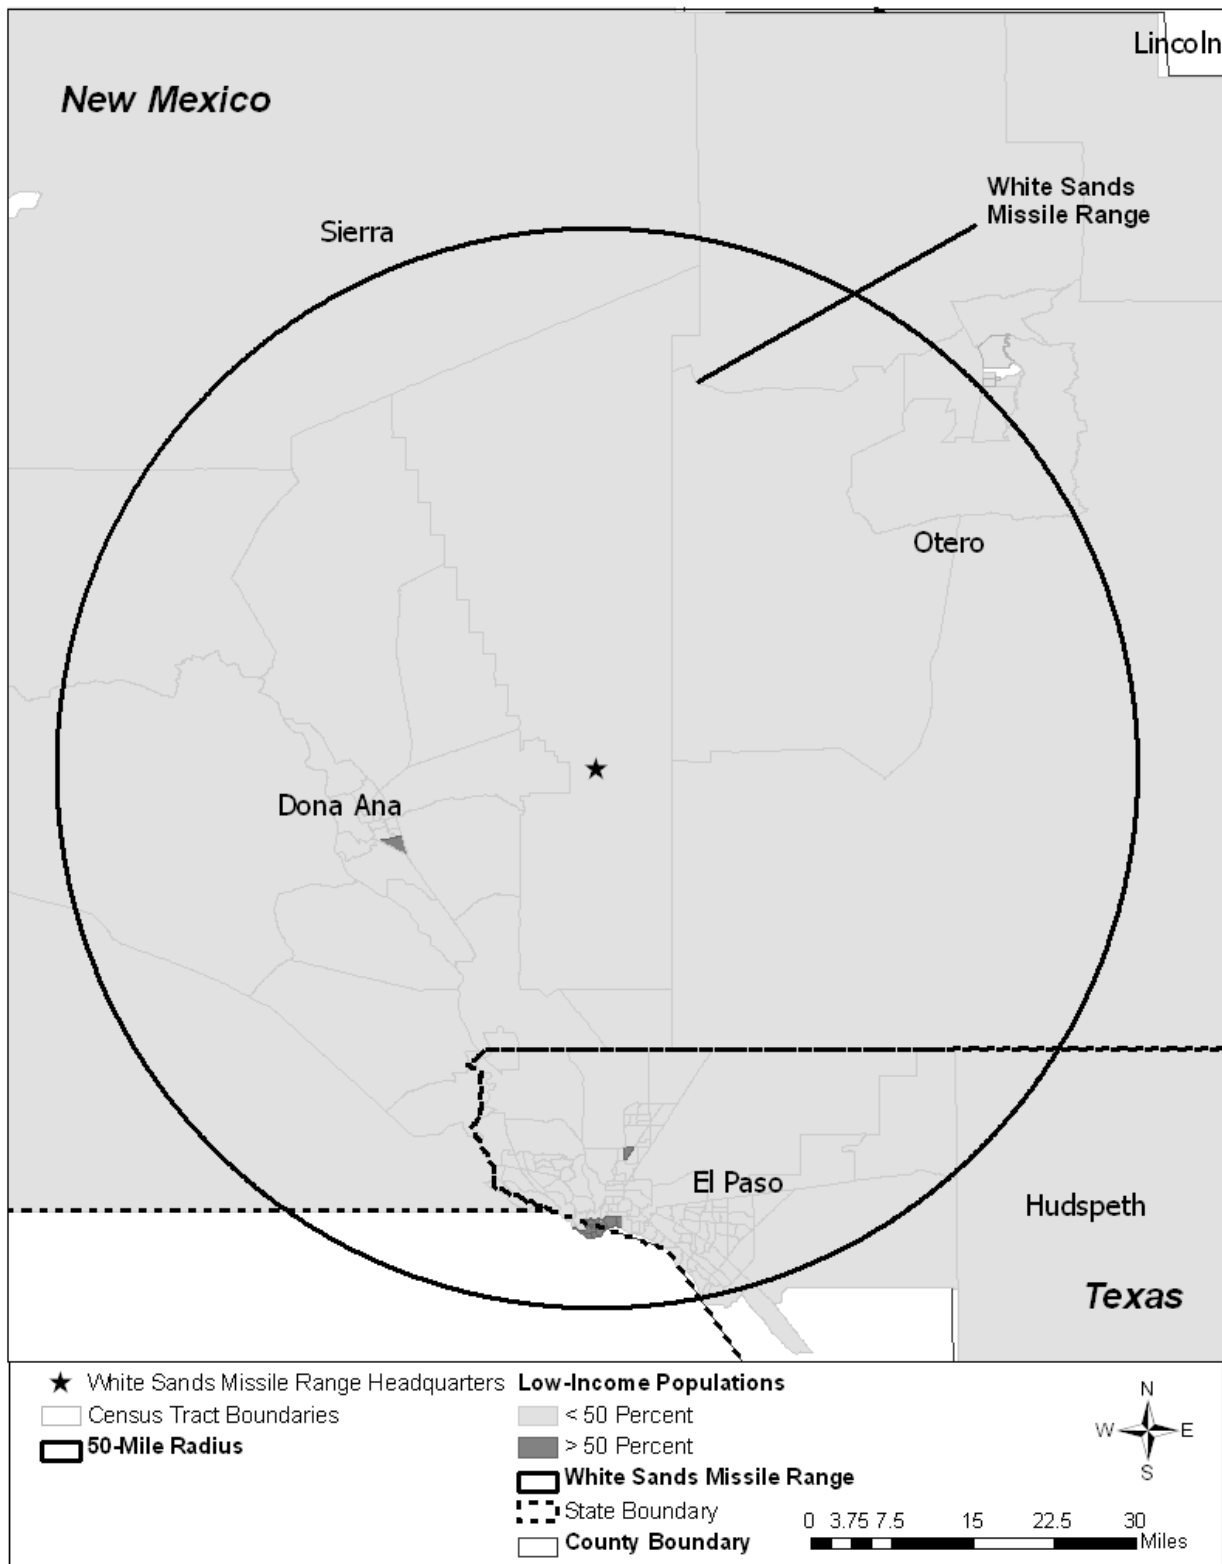 Lincoln
New Mexico
White Sands
Missile Range
Sierra
Otero
Dona Ana
El Paso
Hudspeth
Texas
White Sands Missile Range Headquarters
Census Tract Boundaries
50-Mile Radius
Low-Income Populations
< 50 Percent
> 50 Percent
White Sands Missile Range
State Boundary
County Boundary
N
W E
S
0 3.75 7.5 15 22.5 30
Miles